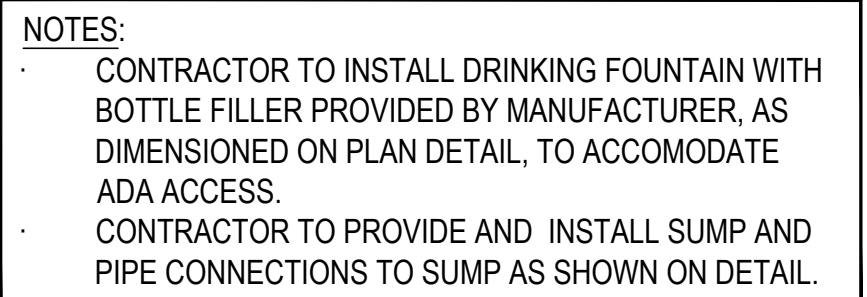 NOTES:
· CONTRACTOR TO INSTALL DRINKING FOUNTAIN WITH
BOTTLE FILLER PROVIDED BY MANUFACTURER, AS
DIMENSIONED ON PLAN DETAIL, TO ACCOMODATE
ADA ACCESS.
· CONTRACTOR TO PROVIDE AND INSTALL SUMP AND
PIPE CONNECTIONS TO SUMP AS SHOWN ON DETAIL.